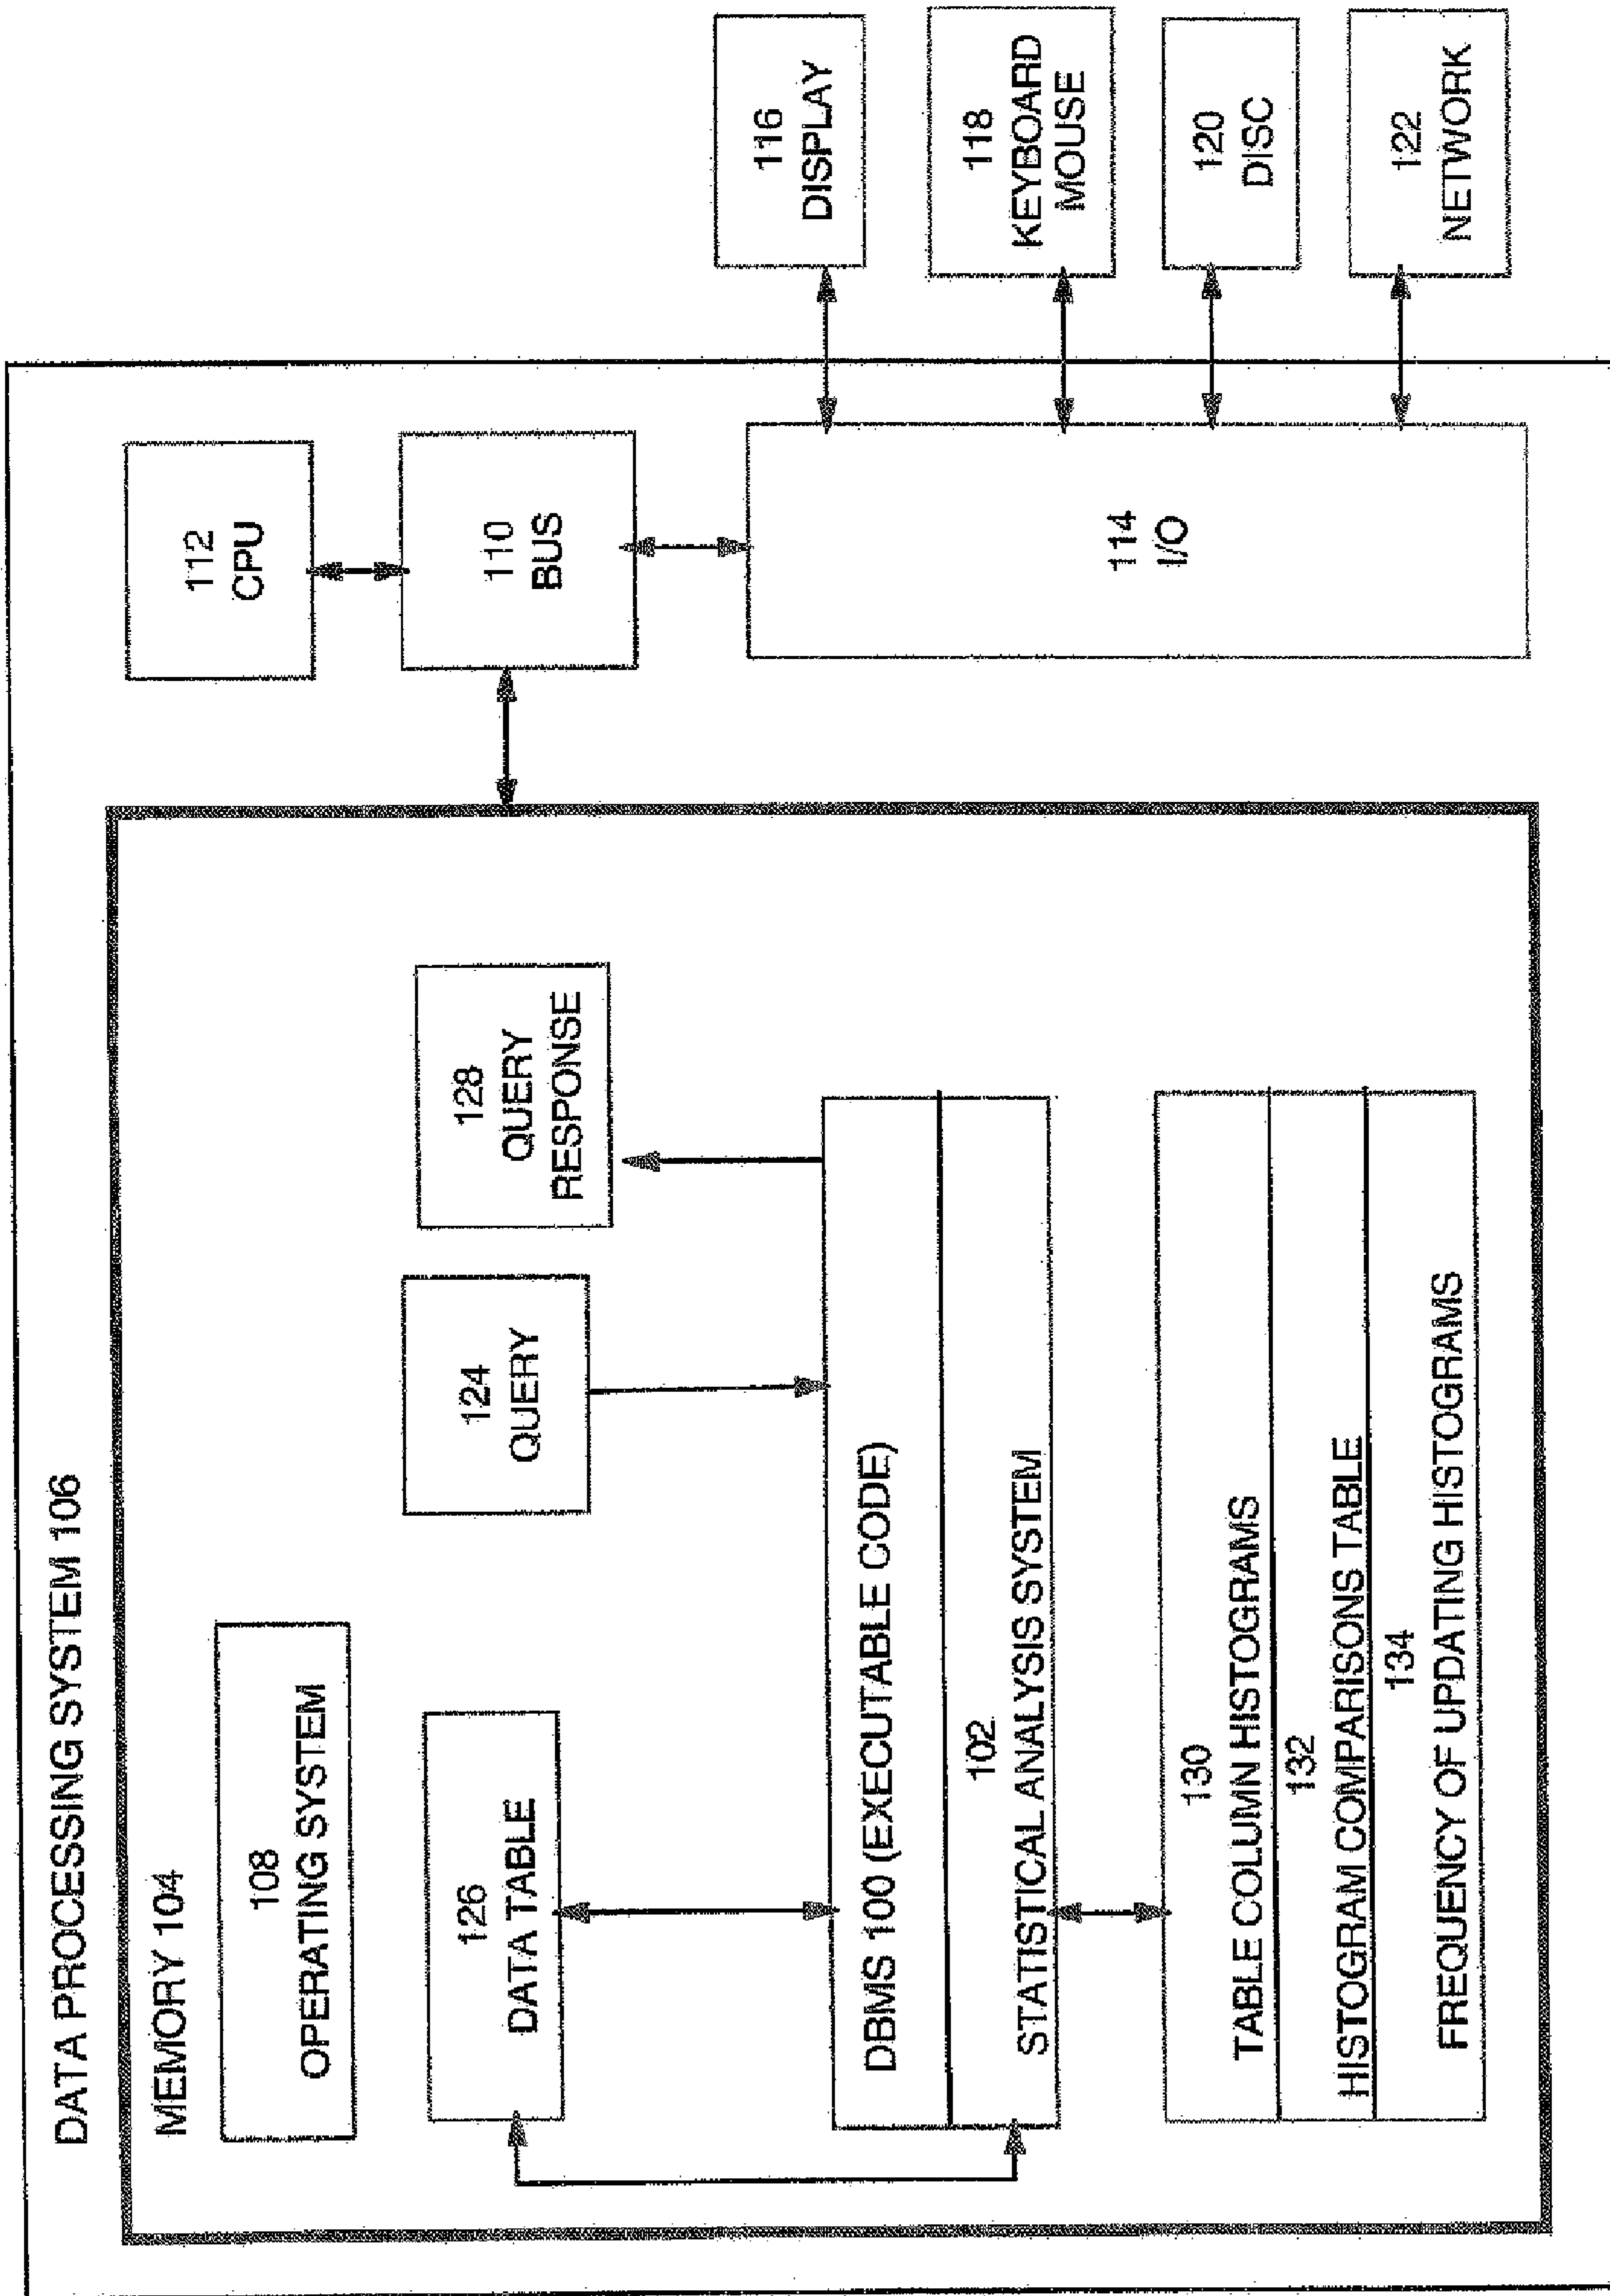 DATA PROCESSING SYSTEM 106
MEMORY 104
108
OPERATING SYSTEM
126
DATA TABLE
124
QUERY
128
QUERY
RESPONSE
DBMS 100 (EXECUTABLE CODE)
102
STATISTICAL ANALYSIS SYSTEM
130
TABLE COLUMN HISTOGRAMS
132
HISTOGRAM COMPARISONS TABLE
134
FREQUENCY OF UPDATING HISTOGRAMS
112
CPU
110
BUS
114
I/O
116
DISPLAY
118
KEYBOARD
MOUSE
120
DISC
122
NETWORK